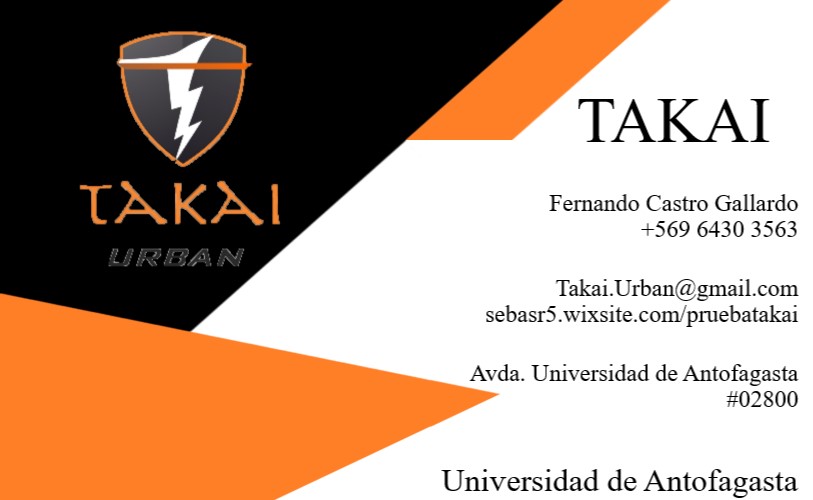 TAKAI
URBAN
TAKAI
Fernando Castro Gallardo
+569 6430 3563
Takai.Urban@gmail.com
sebasr5.wixsite.com/pruebatakai
Avda. Universidad de Antofagasta
#02800
Universidad de Antofagasta